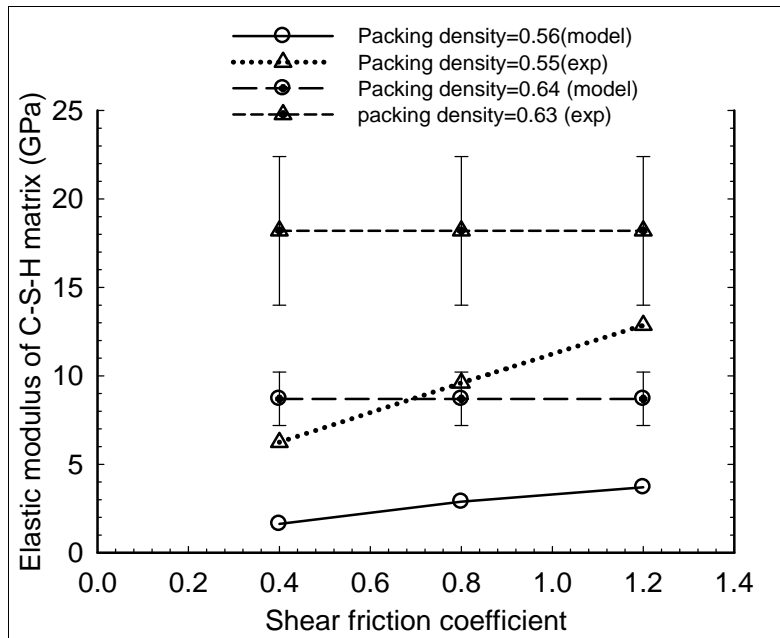 Packing density=0.56(model)
Packing density=0.55(exp)
Packing density=0.64 (model)
packing density=0.63 (exp)
Elastic modulus of C-S-H matrix (GPa)
25
20
15
10
5
0
0.0 0.2 0.4 0.6 0.8 1.0 1.2 1.4
Shear friction coefficient